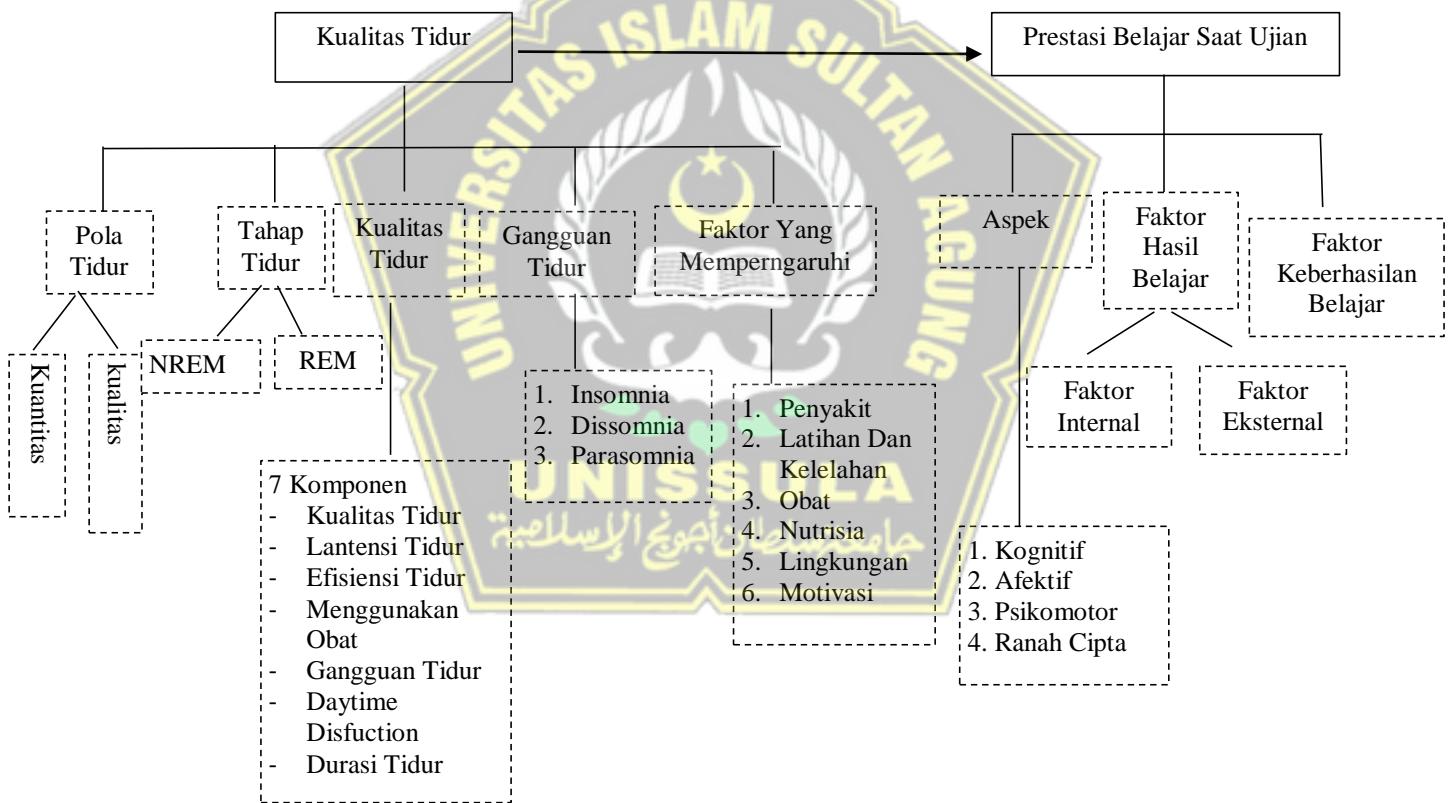 Kualitas Tidur
Prestasi Belajar Saat Ujian
Pola
Tidur
Tahap
Tidur
Kualitas
Tidur
Gangguan
Tidur
Faktor Yang
Memperngaruhi
Aspek
Faktor
Hasil
Belajar
Faktor
Keberhasilan
Belajar
Kuantitas
kualitas
NREM
REM
1. Insomnia
2. Dissomnia
3. Parasomnia
1. Penyakit
2. Latihan Dan
Kelelahan
3. Obat
4. Nutrisia
5. Lingkungan
6. Motivasi
Faktor
Internal
Faktor
Eksternal
7 Komponen
- Kualitas Tidur
- Lantensi Tidur
- Efisiensi Tidur
- Menggunakan
Obat
- Gangguan Tidur
- Daytime
Disfuction
- Durasi Tidur
1. Kognitif
2. Afektif
3. Psikomotor
4. Ranah Cipta
UNIVERSITAS ISLAM SULTAN AGUNG
UNISSULA
جامعة سلطان أجونج الإسلامية